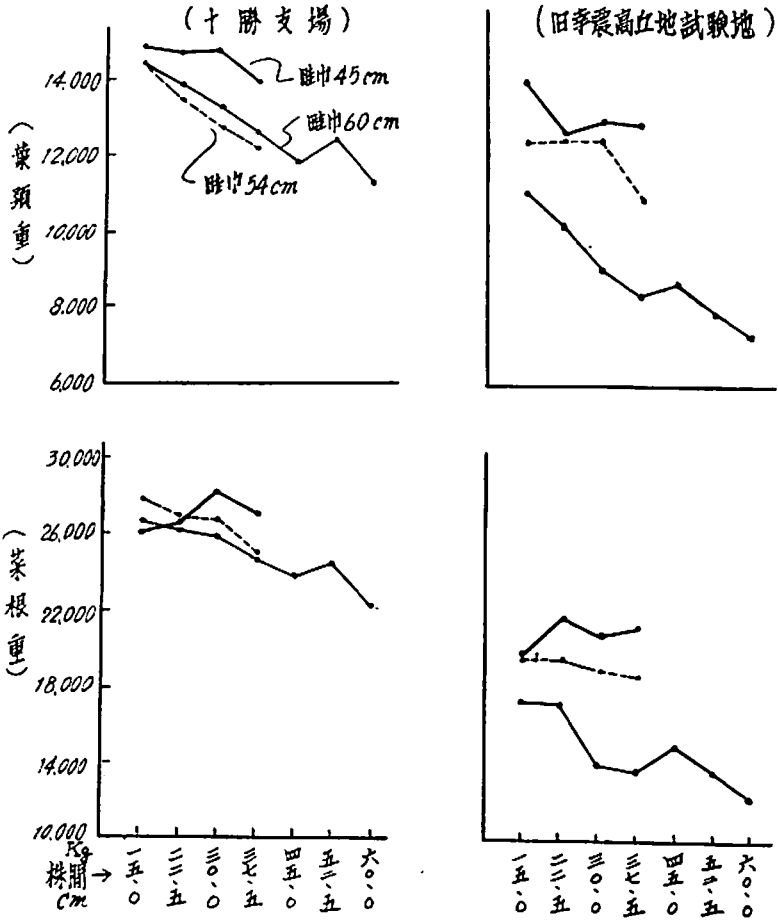 (十勝支場)
(旧幸震高丘地試験地)
(葉頸重)
14,000
12,000
10,000
8,000
6,000
畦巾45cm
畦巾60cm
畦巾54cm
(菜根重)
30,000
26,000
22,000
18,000
14,000
10,000
Kg
株間→
cm
一五.〇
二二.五
三〇.〇
三七.五
四五.〇
五二.五
六〇.〇
一五.〇
二二.五
三〇.〇
三七.五
四五.〇
五二.五
六〇.〇